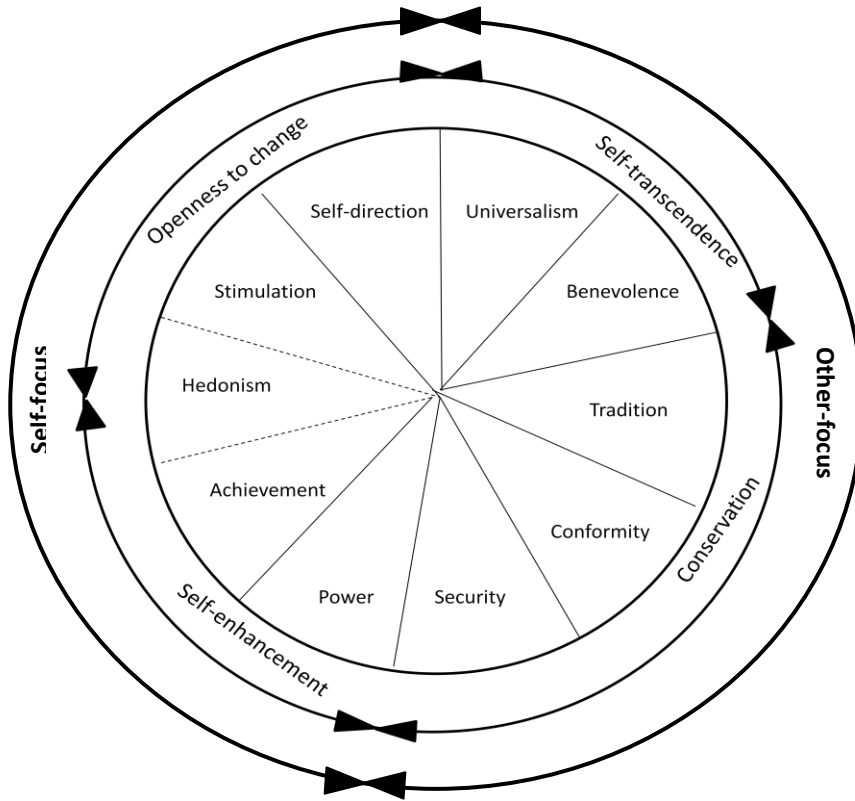 Openness to change
Self-transcendence
Self-direction
Universalism
Stimulation
Benevolence
Self-focus
Hedonism
Tradition
Other-focus
Achievement
Conformity
Conservation
Self-enhancement
Power
Security